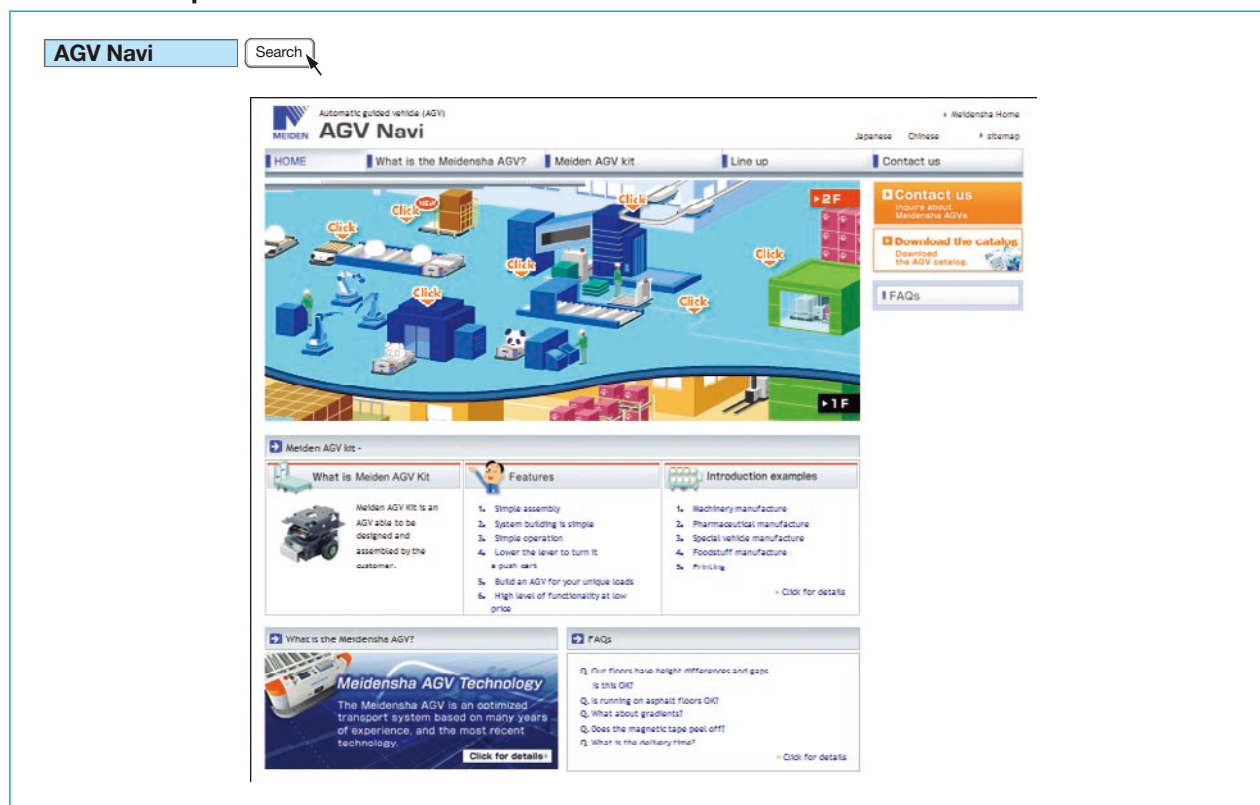 AGV Navi
Search
MEIDEN
Automatic guided vehicle (AGV)
AGV Navi
Meidensha Home
Japanese Chinese sitemap
HOME
What is the Meidensha AGV?
Meiden AGV kit
Line up
Contact us
Click
Click
NEW
Click
Click
Click
Click
Click
2F
1F
Contact us
Inquire about
Meidensha AGVs
Download the catalog
Download
the AGV catalog.
FAQs
Meiden AGV kit -
What is Meiden AGV Kit
Meiden AGV Kit is an
AGV able to be
designed and
assembled by the
customer.
Features
1. Simple assembly
2. System building is simple
3. Simple operation
4. Lower the lever to turn it
a push cart
5. Build an AGV for your unique loads
6. High level of functionality at low
price
Introduction examples
1. Machinery manufacture
2. Pharmaceutical manufacture
3. Special vehicle manufacture
4. Foodstuff manufacture
5. Printing
Click for details
What is the Meidensha AGV?
Meidensha AGV Technology
The Meidensha AGV is an optimized
transport system based on many years
of experience, and the most recent
technology.
Click for details
FAQs
Q. Our floors have height differences and gaps
is this OK?
Q. Is running on asphalt floors OK?
Q. What about gradients?
Q. Does the magnetic tape peel off?
Q. What is the delivery time?
Click for details